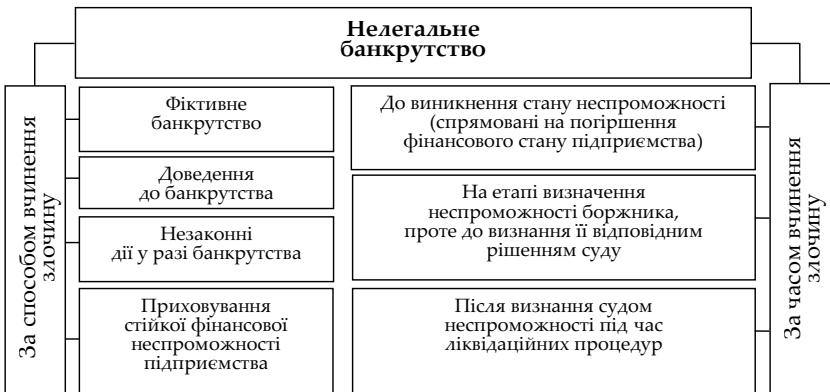 Нелегальне
банкрутство
За способом вчинення
злочину
Фіктивне
банкрутство
Доведення
до банкрутства
Незаконні
дії у разі банкрутства
Приховування
стійкої фінансової
неспроможності
підприємства
До виникнення стану неспроможності
(спрямовані на погіршення
фінансового стану підприємства)
На етапі визначення
неспроможності боржника,
проте до визнання її відповідним
рішенням суду
Після визнання судом
неспроможності під час
ліквідаційних процедур
За часом вчинення
злочину